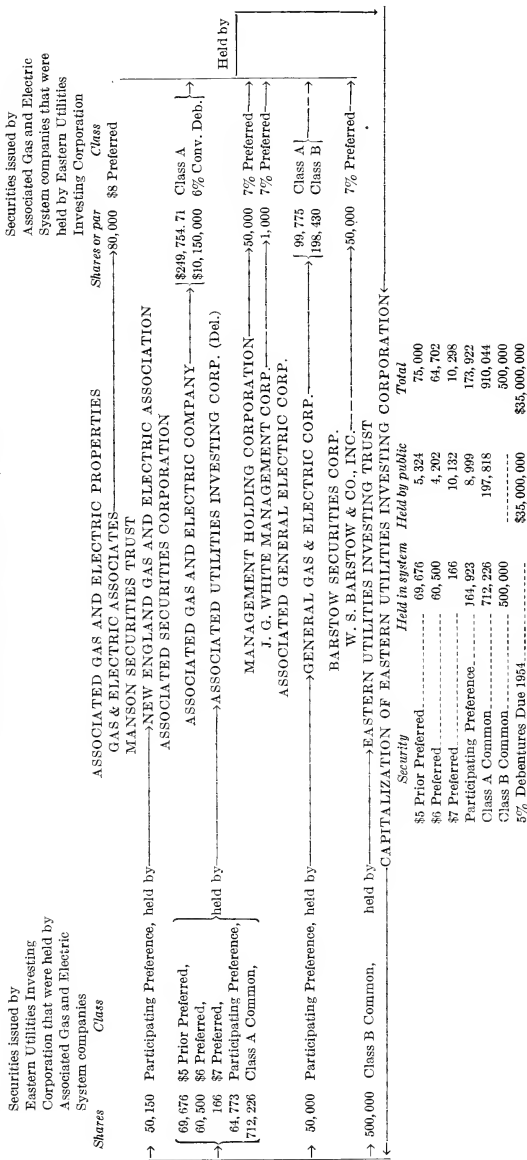 Securities issued by
Eastern Utilities Investing
Corporation that were held by
Associated Gas and Electric
System companies
Shares Class
50,150 Participating Preference, held by
69,676 $5 Prior Preferred,
60,500 $6 Preferred,
166 $7 Preferred,
64,773 Participating Preference,
712,226 Class A Common,
held by
50,000 Participating Preference, held by
500,000 Class B Common, held by
ASSOCIATED GAS AND ELECTRIC PROPERTIES
GAS & ELECTRIC ASSOCIATES
MANSON SECURITIES TRUST
NEW ENGLAND GAS AND ELECTRIC ASSOCIATION
ASSOCIATED SECURITIES CORPORATION
ASSOCIATED GAS AND ELECTRIC COMPANY
ASSOCIATED UTILITIES INVESTING CORP. (Del.)
MANAGEMENT HOLDING CORPORATION
J. G. WHITE MANAGEMENT CORP.
ASSOCIATED GENERAL ELECTRIC CORP.
GENERAL GAS & ELECTRIC CORP.
BARSTOW SECURITIES CORP.
W. S. BARSTOW & CO., INC.
EASTERN UTILITIES INVESTING TRUST
Securities issued by
Associated Gas and Electric
System companies that were
held by Eastern Utilities
Investing Corporation
Shares or par Class
80,000 $8 Preferred
$249,754.71 Class A
$10,150,000 6% Conv. Deb.
50,000 7% Preferred
1,000 7% Preferred
99,775 Class A
198,430 Class B
50,000 7% Preferred
Held by
CAPITALIZATION OF EASTERN UTILITIES INVESTING CORPORATION
Security Held in system Held by public Total
$5 Prior Preferred 69,676 5,324 75,000
$6 Preferred 60,500 4,202 64,702
$7 Preferred 166 10,132 10,298
Participating Preference 164,923 8,999 173,922
Class A Common 712,226 197,818 910,044
Class B Common 500,000 500,000
5% Debentures Due 1954 $35,000,000 $35,000,000